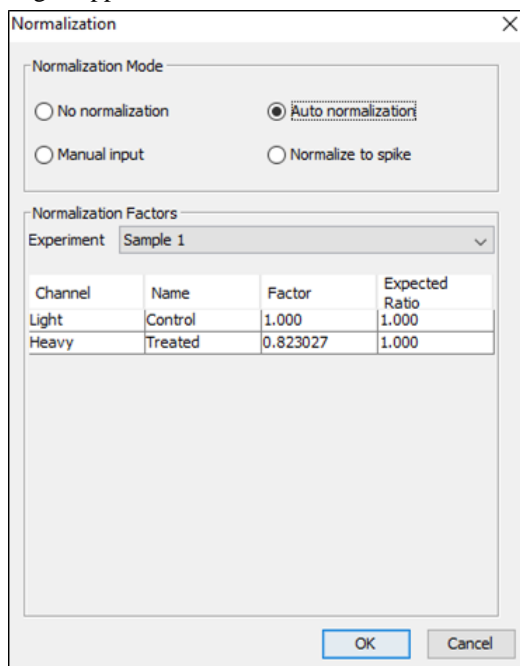 Normalization
Normalization Mode
No normalization
Auto normalization
Manual input
Normalize to spike
Normalization Factors
Experiment Sample 1
Channel Name Factor Expected Ratio
Light Control 1.000 1.000
Heavy Treated 0.823027 1.000
OK Cancel